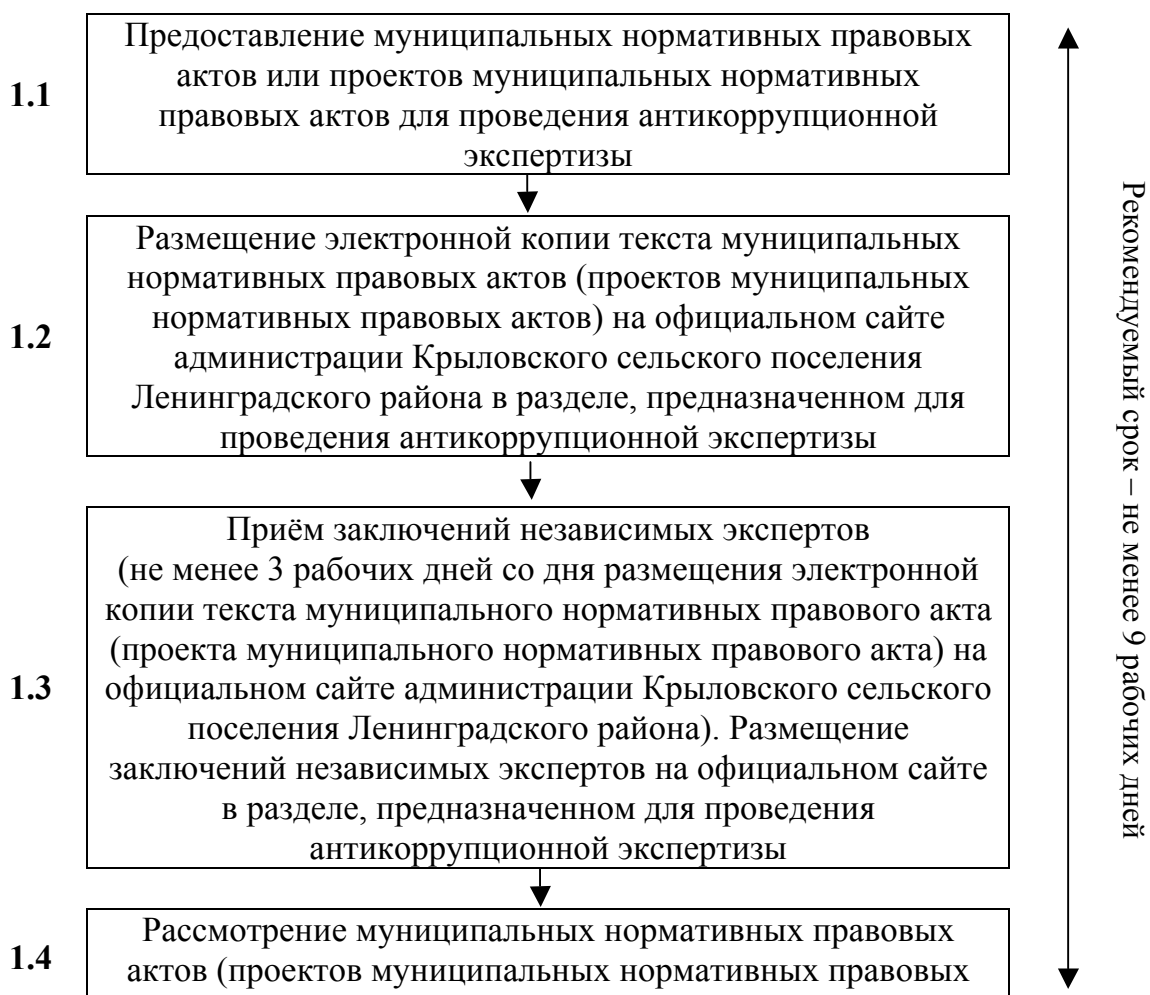 1.1
Предоставление муниципальных нормативных правовых
актов или проектов муниципальных нормативных
правовых актов для проведения антикоррупционной
экспертизы
1.2
Размещение электронной копии текста муниципальных
нормативных правовых актов (проектов муниципальных
нормативных правовых актов) на официальном сайте
администрации Крыловского сельского поселения
Ленинградского района в разделе, предназначенном для
проведения антикоррупционной экспертизы
1.3
Приём заключений независимых экспертов
(не менее 3 рабочих дней со дня размещения электронной
копии текста муниципального нормативных правового акта
(проекта муниципального нормативных правового акта) на
официальном сайте администрации Крыловского сельского
поселения Ленинградского района). Размещение
заключений независимых экспертов на официальном сайте
в разделе, предназначенном для проведения
антикоррупционной экспертизы
1.4
Рассмотрение муниципальных нормативных правовых
актов (проектов муниципальных нормативных правовых
Рекомендуемый срок – не менее 9 рабочих дней